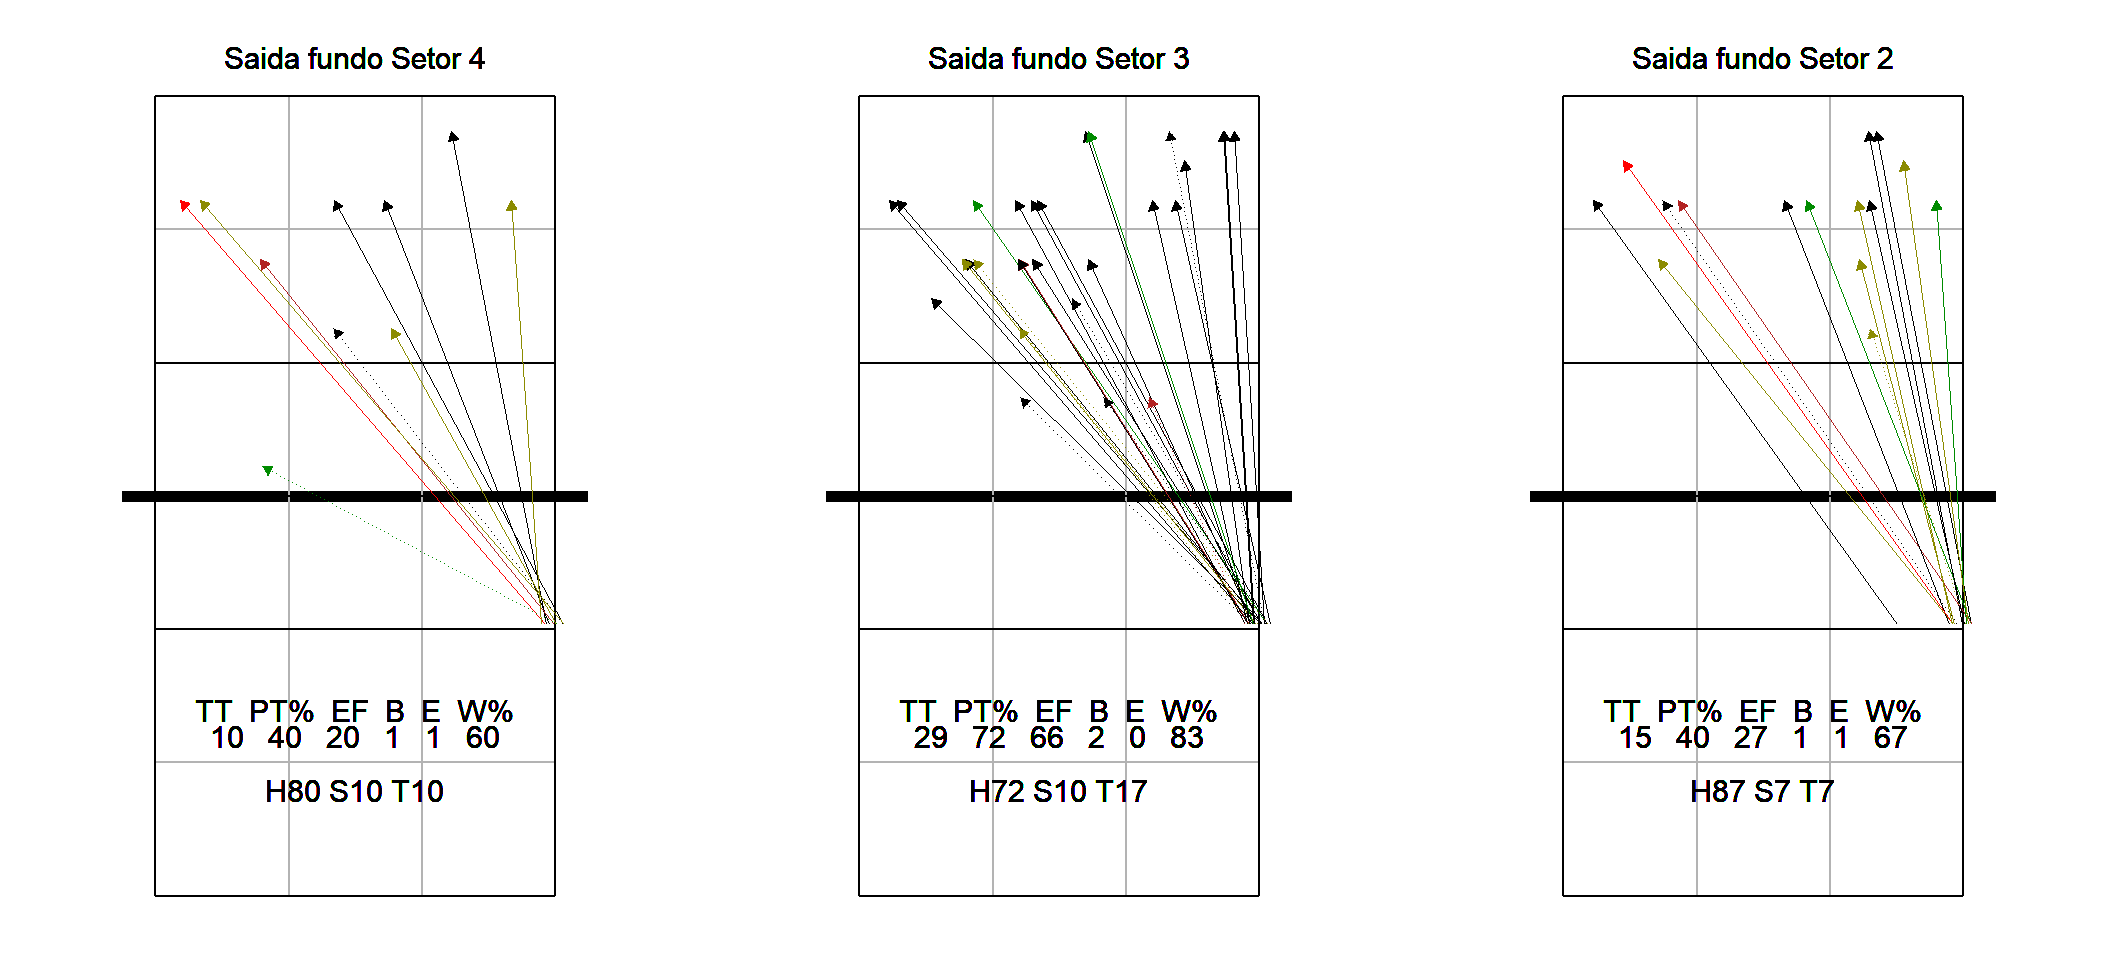 Saida fundo Setor 4
TT PT% EF B E W%
10 40 20 1 1 60
H80 S10 T10
Saida fundo Setor 3
TT PT% EF B E W%
29 72 66 2 0 83
H72 S10 T17
Saida fundo Setor 2
TT PT% EF B E W%
15 40 27 1 1 67
H87 S7 T7